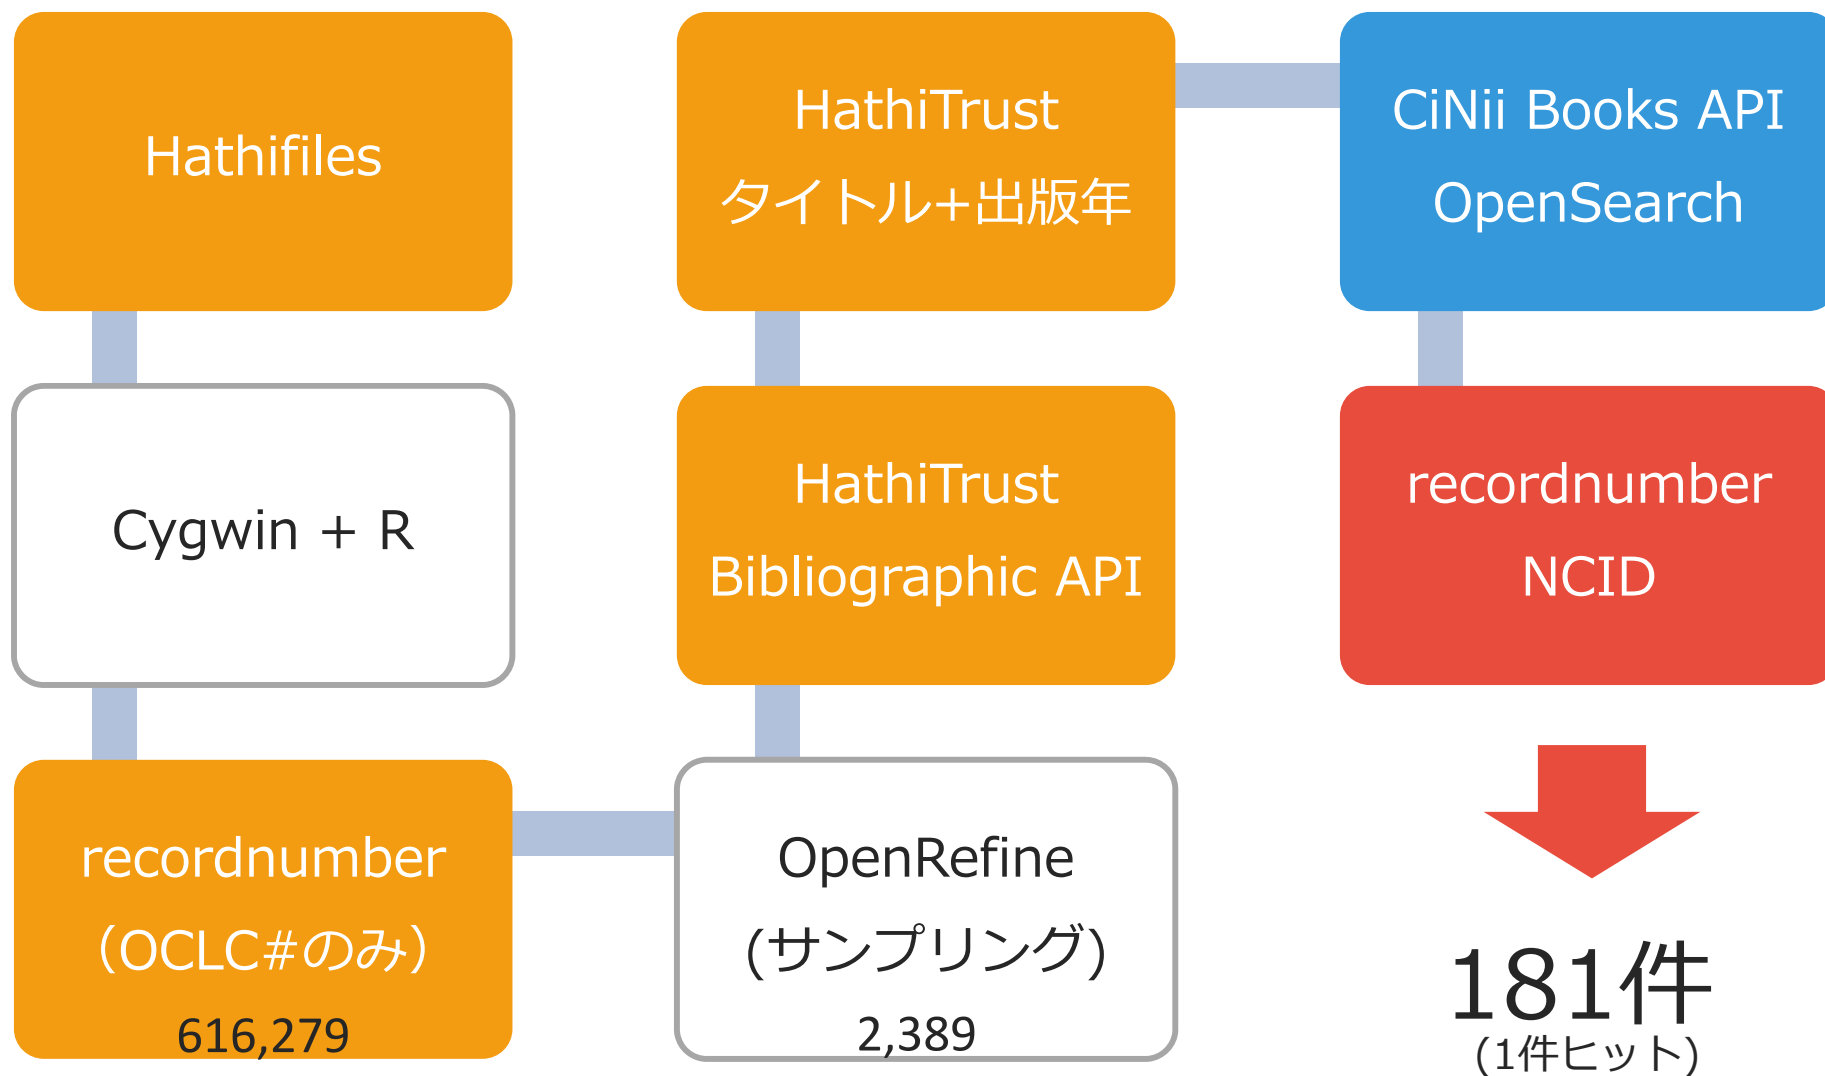 Hathifiles
Cygwin + R
recordnumber
(OCLC#のみ)
616,279
OpenRefine
(サンプリング)
2,389
HathiTrust
Bibliographic API
HathiTrust
タイトル+出版年
CiNii Books API
OpenSearch
recordnumber
NCID
181件
(1件ヒット)